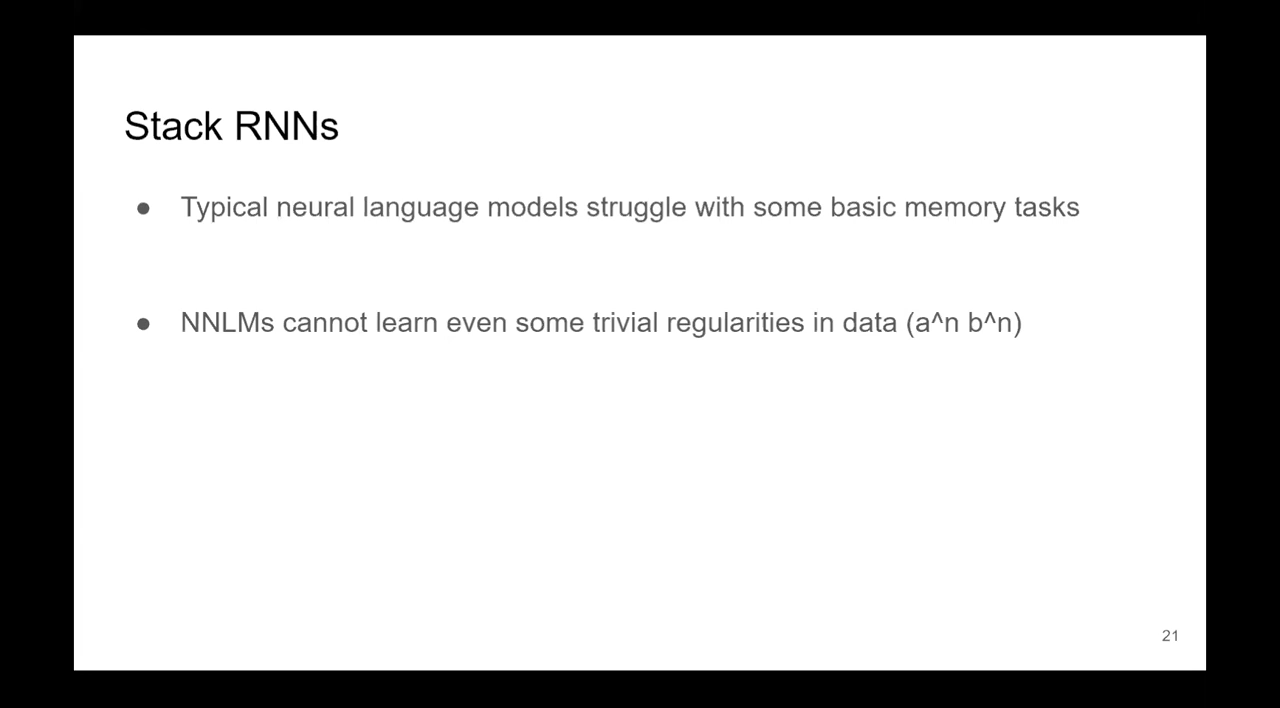 Stack RNNs
● Typical neural language models struggle with some basic memory tasks
● NNLMs cannot learn even some trivial regularities in data (a^n b^n)
21